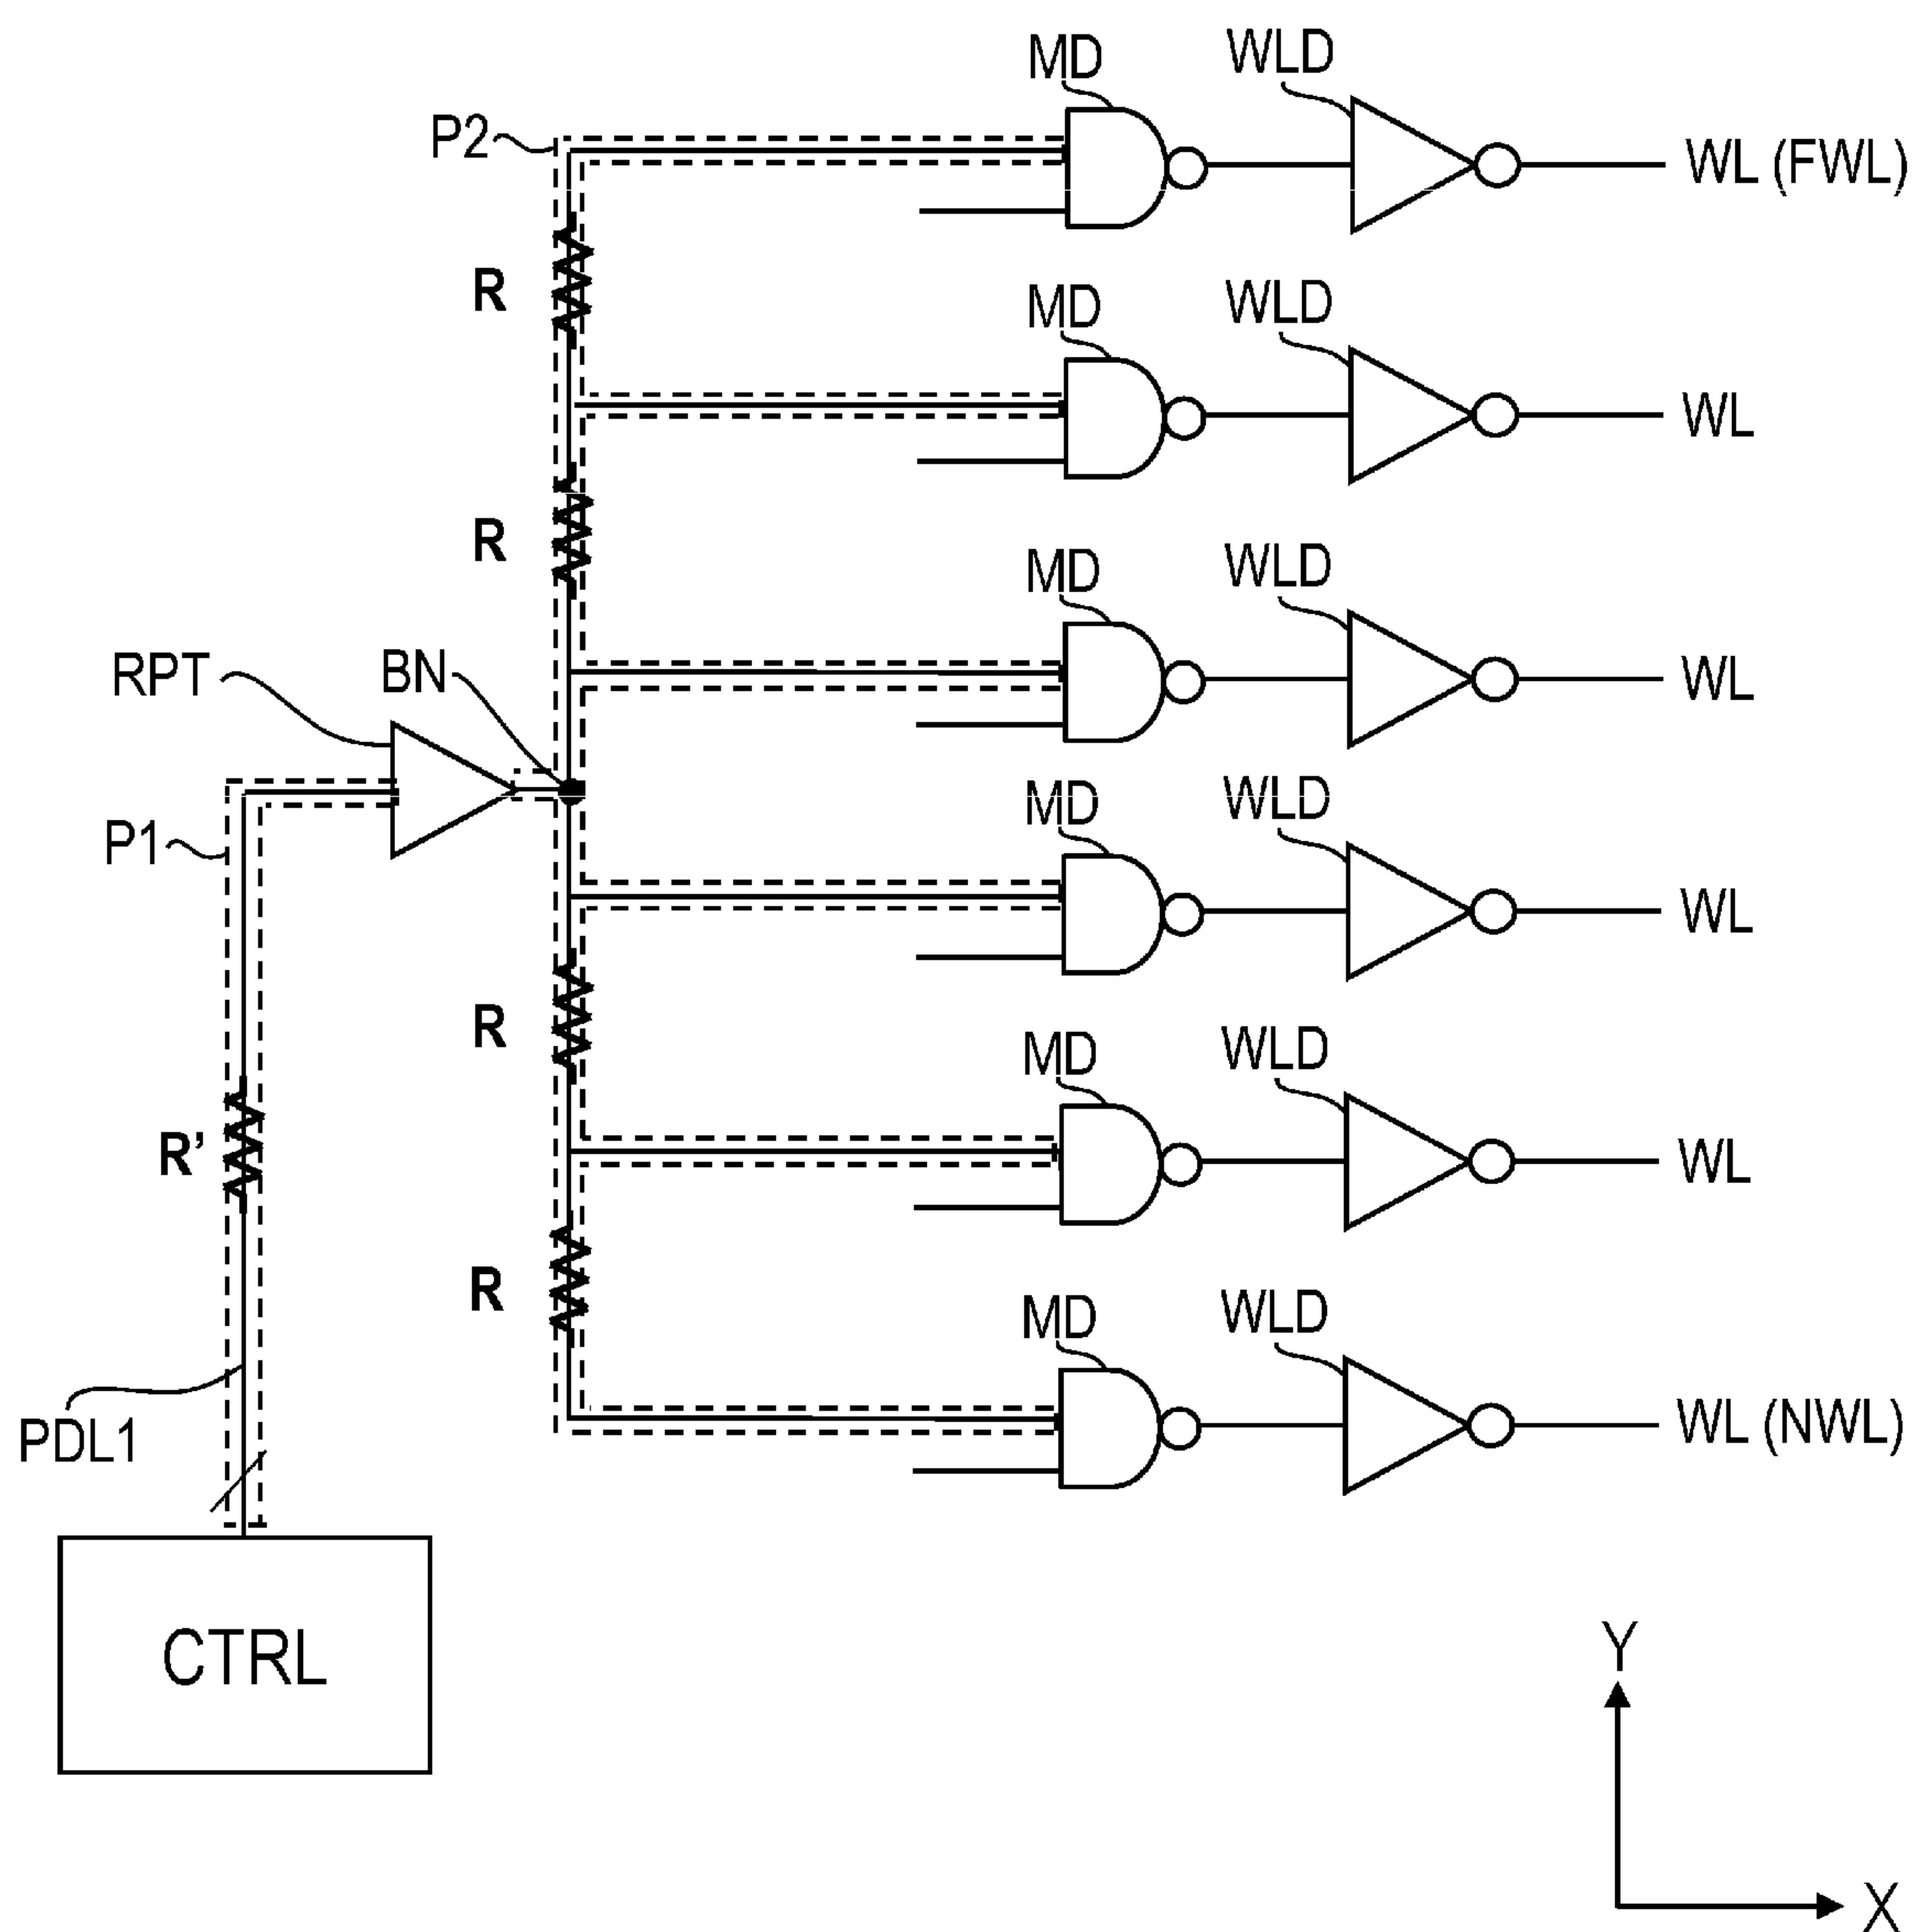 MD WLD
P2
WL (FWL)
R
MD WLD
WL
R
MD WLD
RPT BN
WL
MD WLD
P1
WL
R
MD WLD
R’
WL
R
MD WLD
PDL1
WL (NWL)
CTRL
Y
X